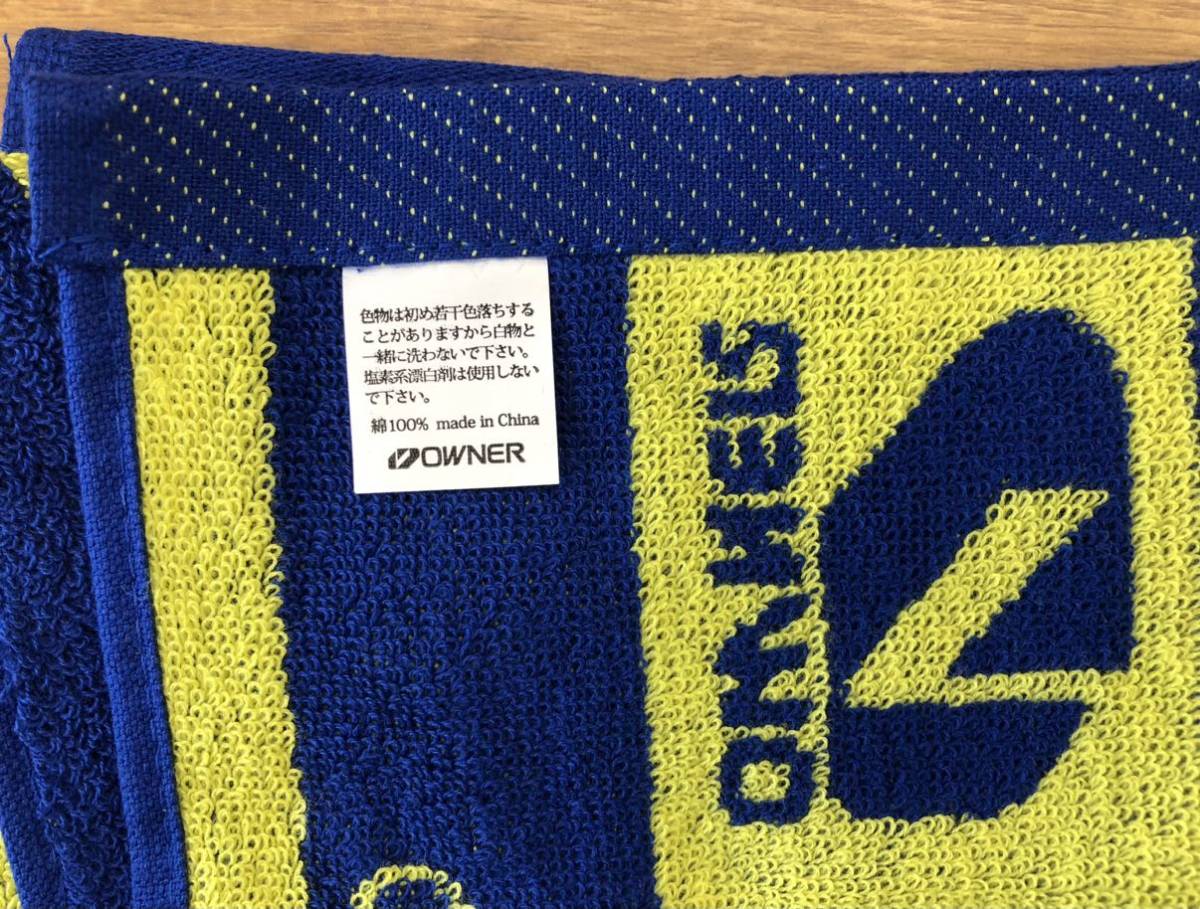 色物は初め若干色落ちする
ことがありますから白物と
一緒に洗わないで下さい。
塩素系漂白剤は使用しない
で下さい。
綿100% made in China
OWNER